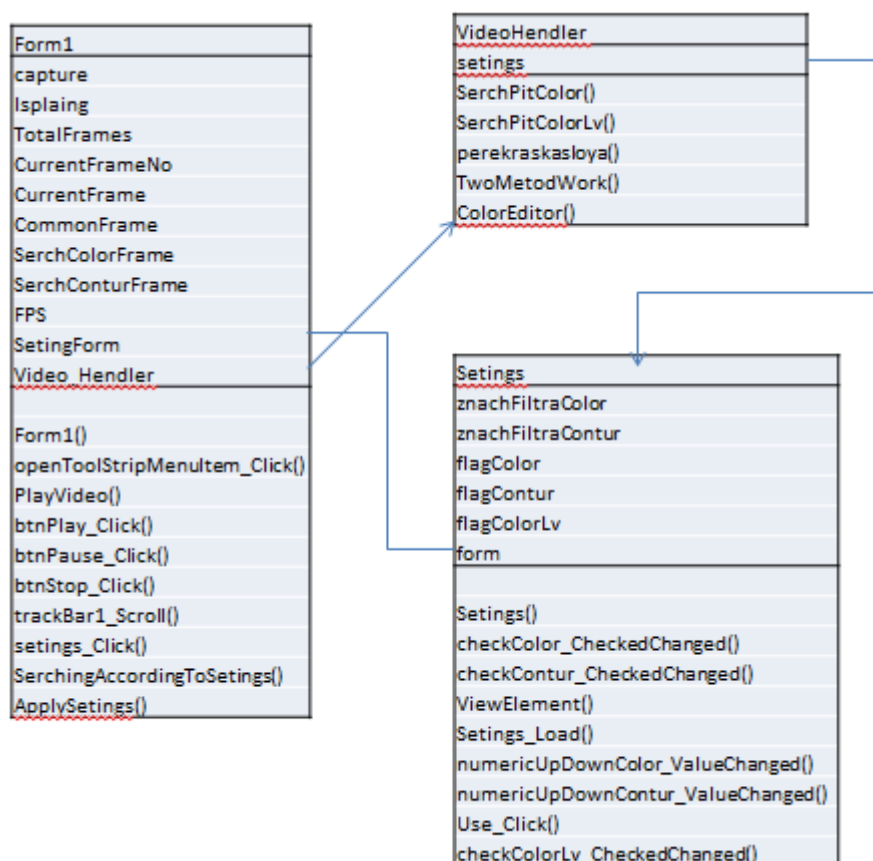 Form1
capture
Isplaing
TotalFrames
CurrentFrameNo
CurrentFrame
CommonFrame
SerchColorFrame
SerchConturFrame
FPS
SetingForm
Video_Hendler
Form1()
openToolStripMenuItem_Click()
PlayVideo()
btnPlay_Click()
btnPause_Click()
btnStop_Click()
trackBar1_Scroll()
setings_Click()
SerchingAccordingToSetings()
ApplySetings()
VideoHendler
setings
SerchPitColor()
SerchPitColorLv()
perekraskasloya()
TwoMetodWork()
ColorEditor()
Setings
znachFiltraColor
znachFiltraContur
flagColor
flagContur
flagColorLv
form
Setings()
checkColor_CheckedChanged()
checkContur_CheckedChanged()
ViewElement()
Setings_Load()
numericUpDownColor_ValueChanged()
numericUpDownContur_ValueChanged()
Use_Click()
checkColorLv_CheckedChanged()